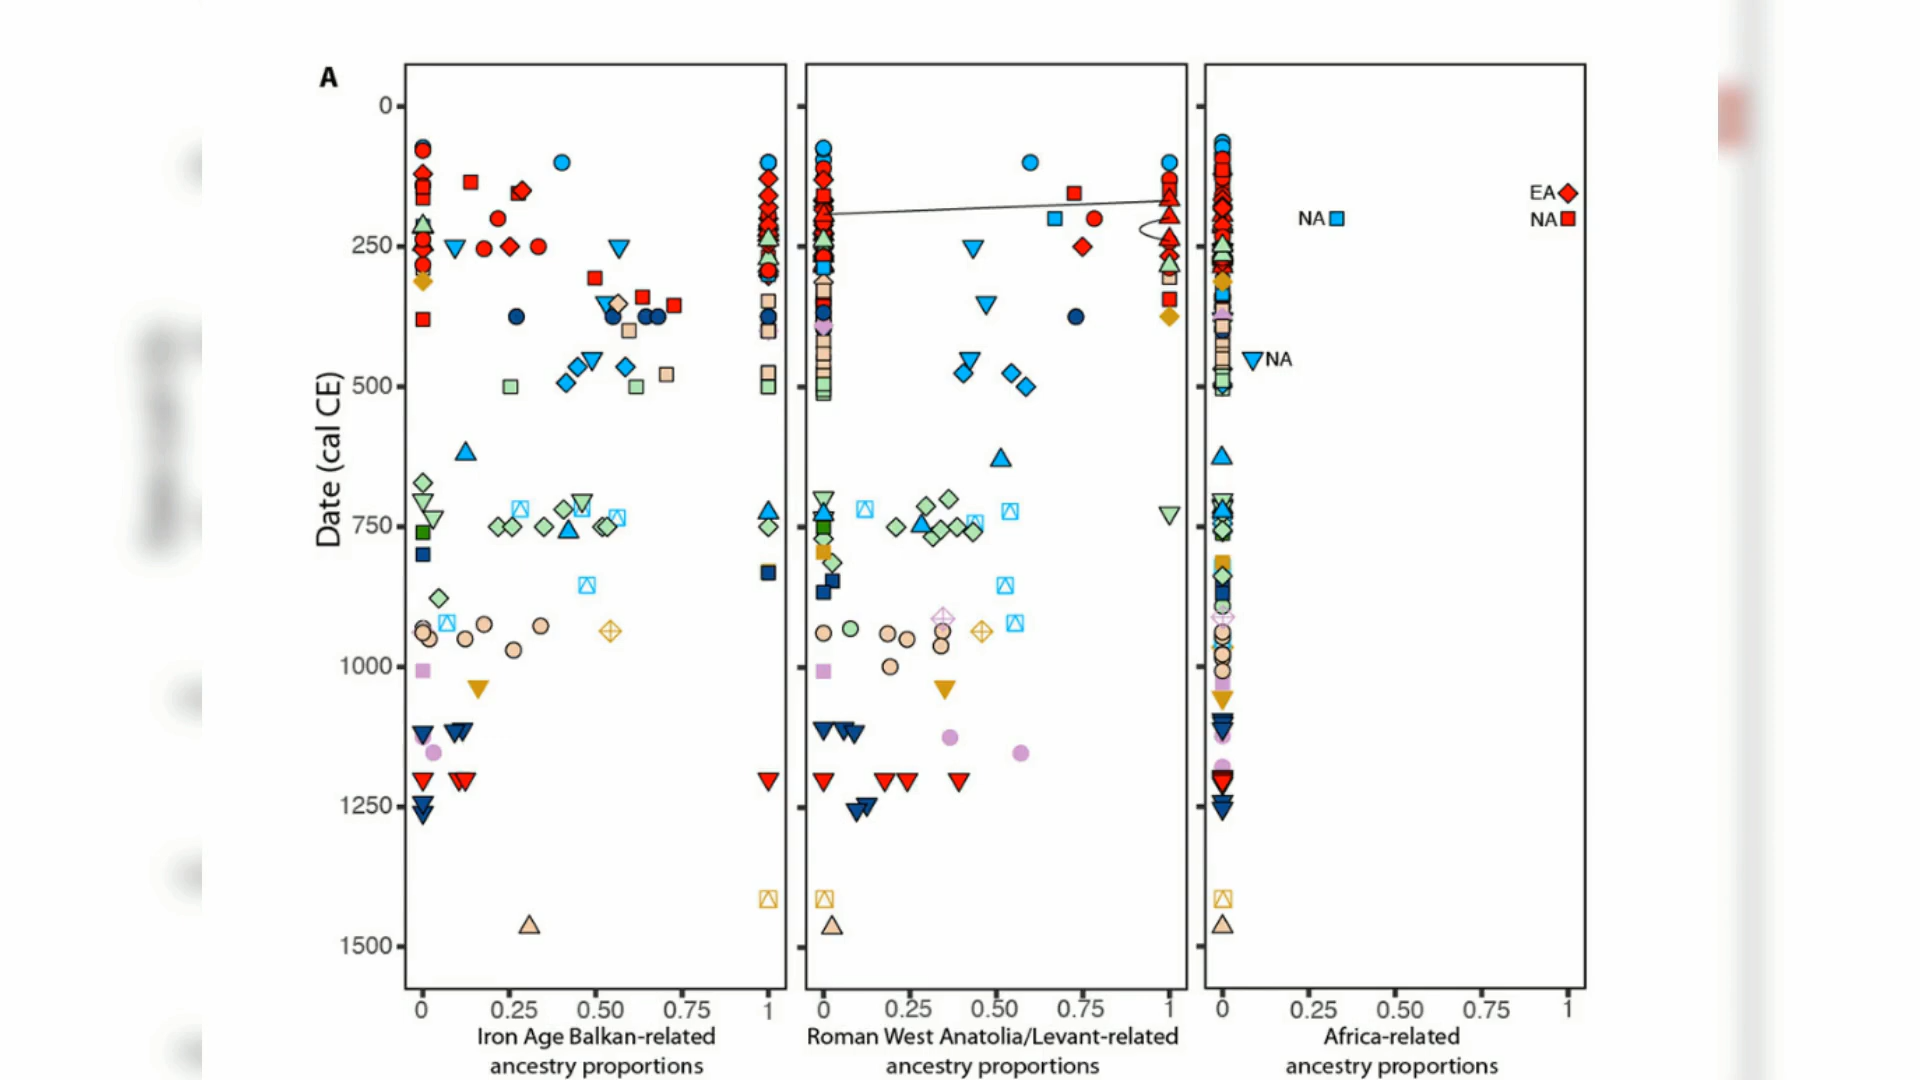 A
0
250
500
750
1000
1250
1500
Date (cal CE)
EA
NA
NA
NA
0 0.25 0.50 0.75 1
0 0.25 0.50 0.75 1
0 0.25 0.50 0.75 1
Iron Age Balkan-related
ancestry proportions
Roman West Anatolia/Levant-related
ancestry proportions
Africa-related
ancestry proportions